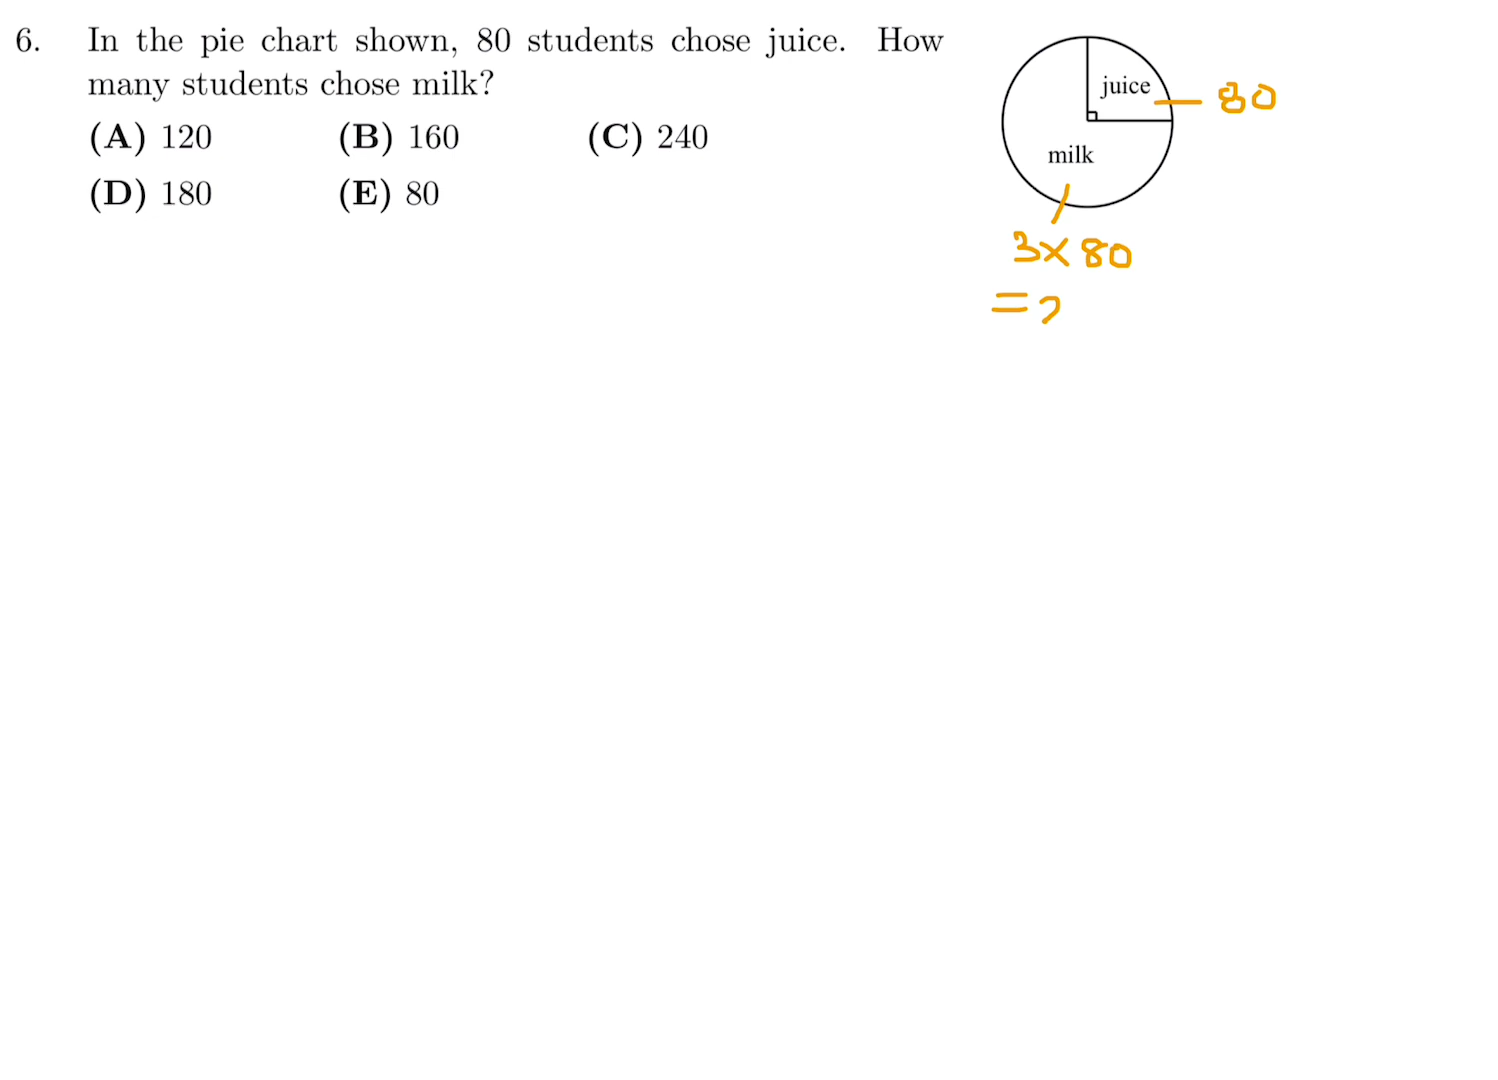 6. In the pie chart shown, 80 students chose juice. How
many students chose milk?
(A) 120 (B) 160 (C) 240
(D) 180 (E) 80
juice
80
milk
3×80
=2